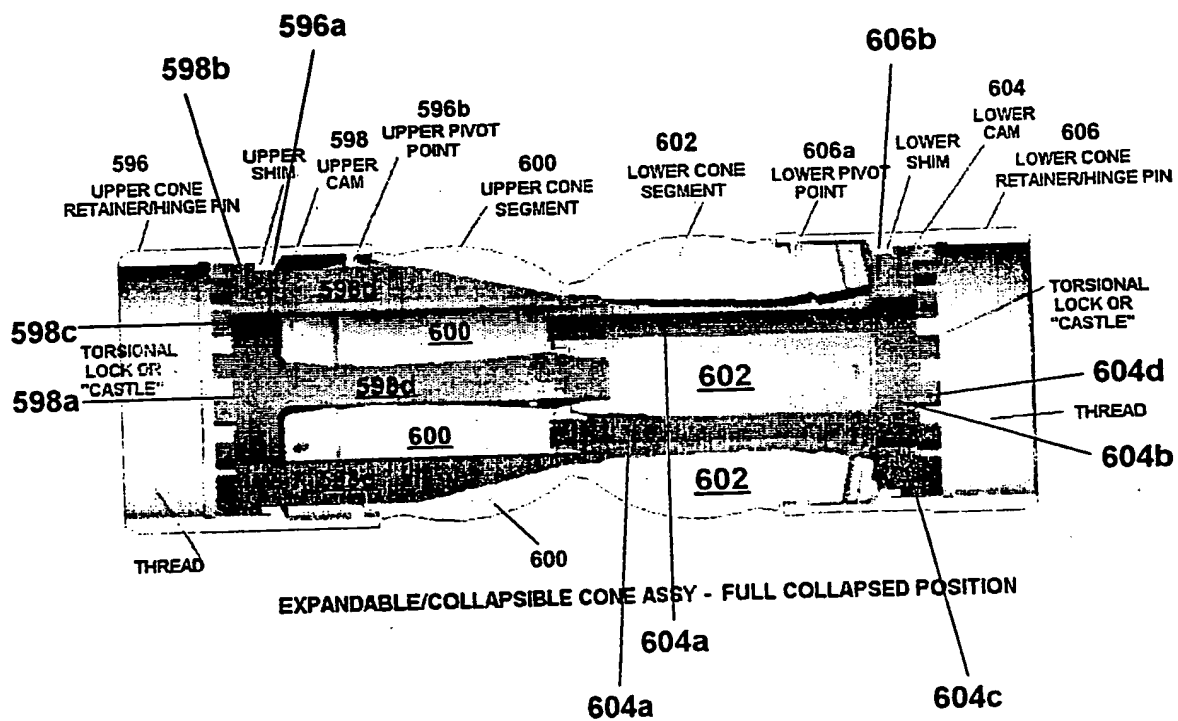 596a
606b
598b
604
LOWER
CAM
596b
UPPER PIVOT
POINT
598
UPPER
CAM
596
UPPER CONE
RETAINER/HINGE PIN
UPPER
SHIM
600
UPPER CONE
SEGMENT
602
LOWER CONE
SEGMENT
606a
LOWER PIVOT
POINT
LOWER
SHIM
606
LOWER CONE
RETAINER/HINGE PIN
598d
598c
600
TORSIONAL
LOCK OR
"CASTLE"
TORSIONAL
LOCK OR
"CASTLE"
598a
598d
602
604d
THREAD
600
604b
602
600
THREAD
EXPANDABLE/COLLAPSIBLE CONE ASSY - FULL COLLAPSED POSITION
604a
604a
604c